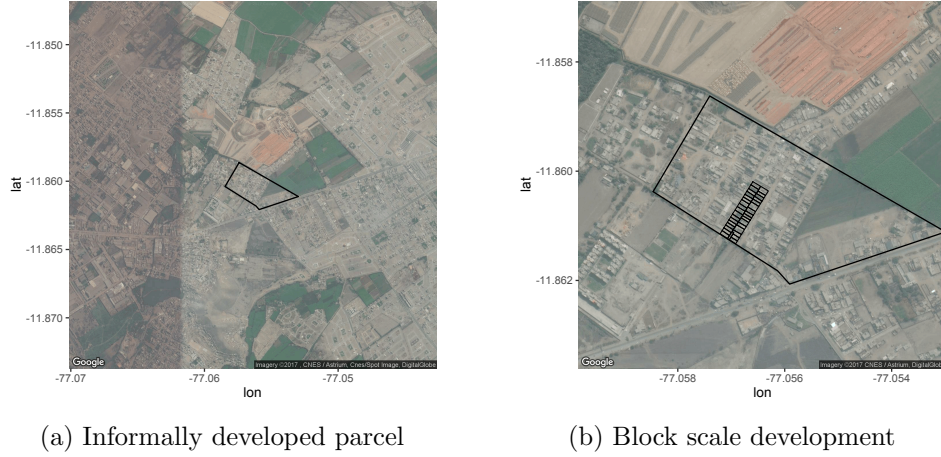 -11.850
-11.855
-11.860
-11.865
-11.870
lat
-77.07
-77.06
-77.05
lon
Google
Imagery ©2017 , CNES / Astrium, Cnes/Spot Image, DigitalGlobe
(a) Informally developed parcel
-11.858
-11.860
-11.862
lat
-77.058
-77.056
-77.054
lon
Google
Imagery ©2017 , CNES / Astrium, DigitalGlobe
(b) Block scale development